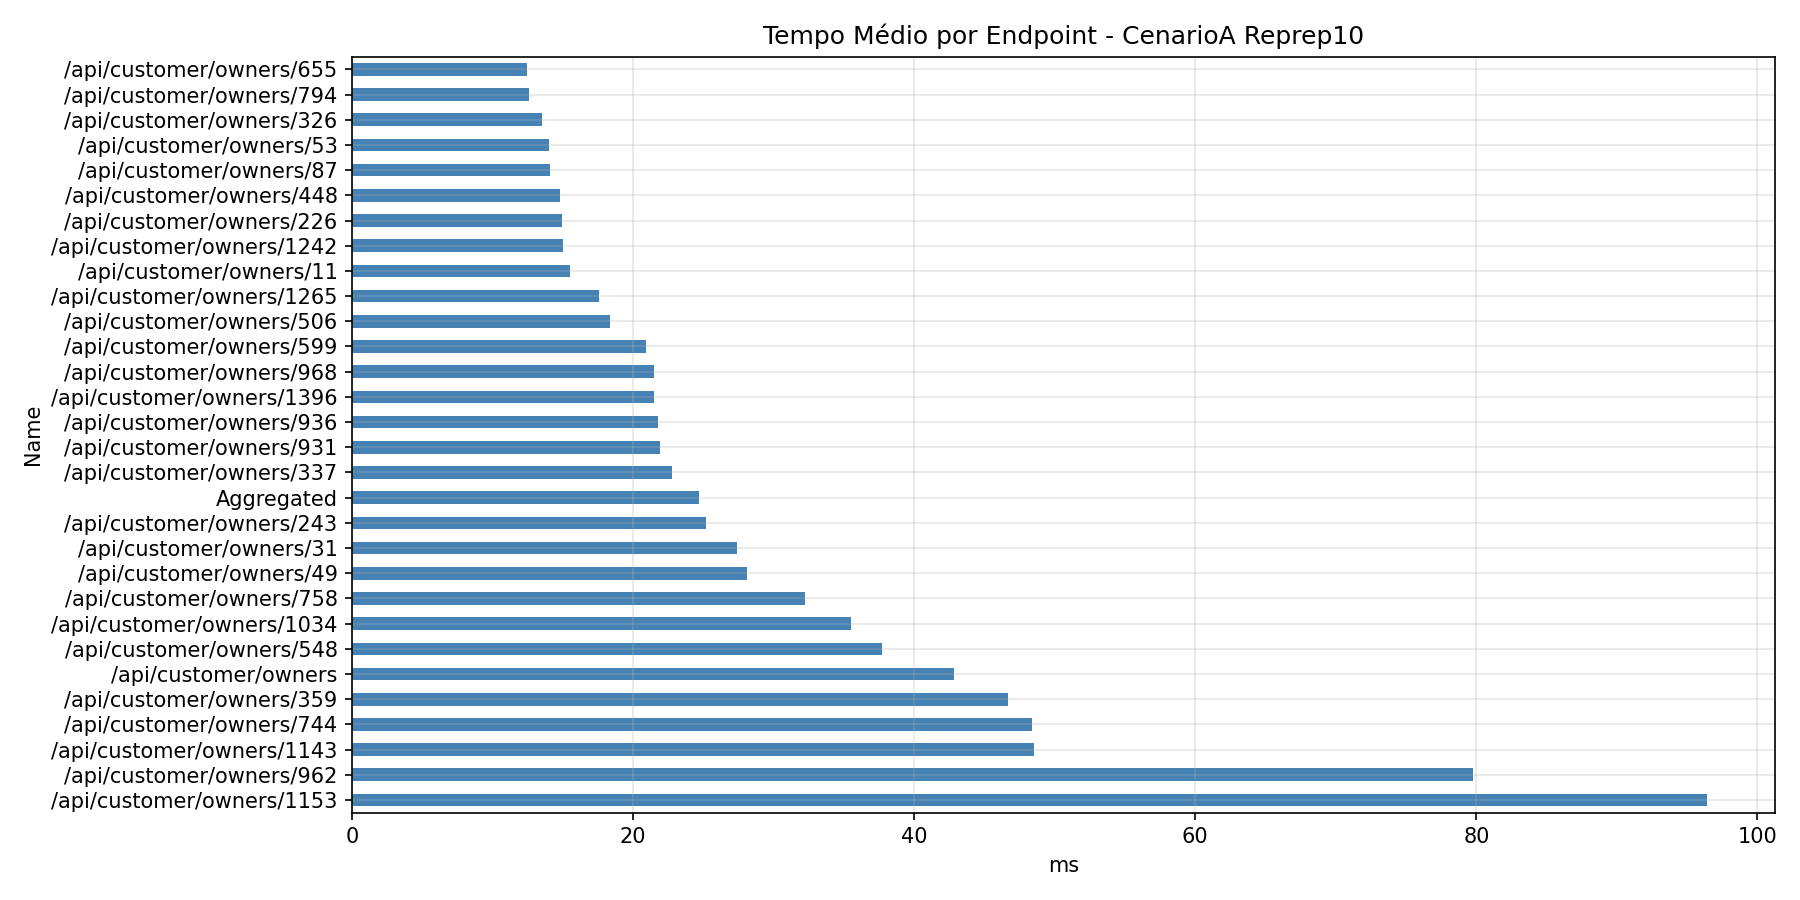 Tempo Médio por Endpoint - CenarioA Reprep10
/api/customer/owners/655
/api/customer/owners/794
/api/customer/owners/326
/api/customer/owners/53
/api/customer/owners/87
/api/customer/owners/448
/api/customer/owners/226
/api/customer/owners/1242
/api/customer/owners/11
/api/customer/owners/1265
/api/customer/owners/506
/api/customer/owners/599
/api/customer/owners/968
/api/customer/owners/1396
/api/customer/owners/936
/api/customer/owners/931
/api/customer/owners/337
Aggregated
/api/customer/owners/243
/api/customer/owners/31
/api/customer/owners/49
/api/customer/owners/758
/api/customer/owners/1034
/api/customer/owners/548
/api/customer/owners
/api/customer/owners/359
/api/customer/owners/744
/api/customer/owners/1143
/api/customer/owners/962
/api/customer/owners/1153
Name
0 20 40 60 80 100
ms